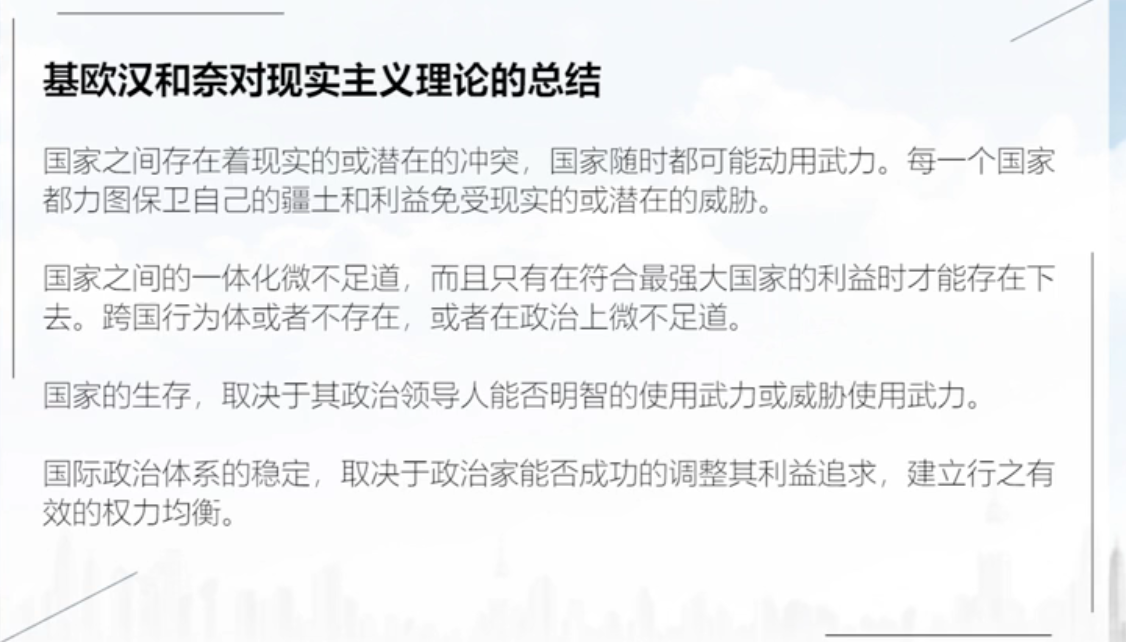 基欧汉和奈对现实主义理论的总结
国家之间存在着现实的或潜在的冲突，国家随时都可能动用武力。每一个国家
都力图保卫自己的疆土和利益免受现实的或潜在的威胁。
国家之间的一体化微不足道，而且只有在符合最强大国家的利益时才能存在下
去。跨国行为体或者不存在，或者在政治上微不足道。
国家的生存，取决于其政治领导人能否明智的使用武力或威胁使用武力。
国际政治体系的稳定，取决于政治家能否成功的调整其利益追求，建立行之有
效的权力均衡。